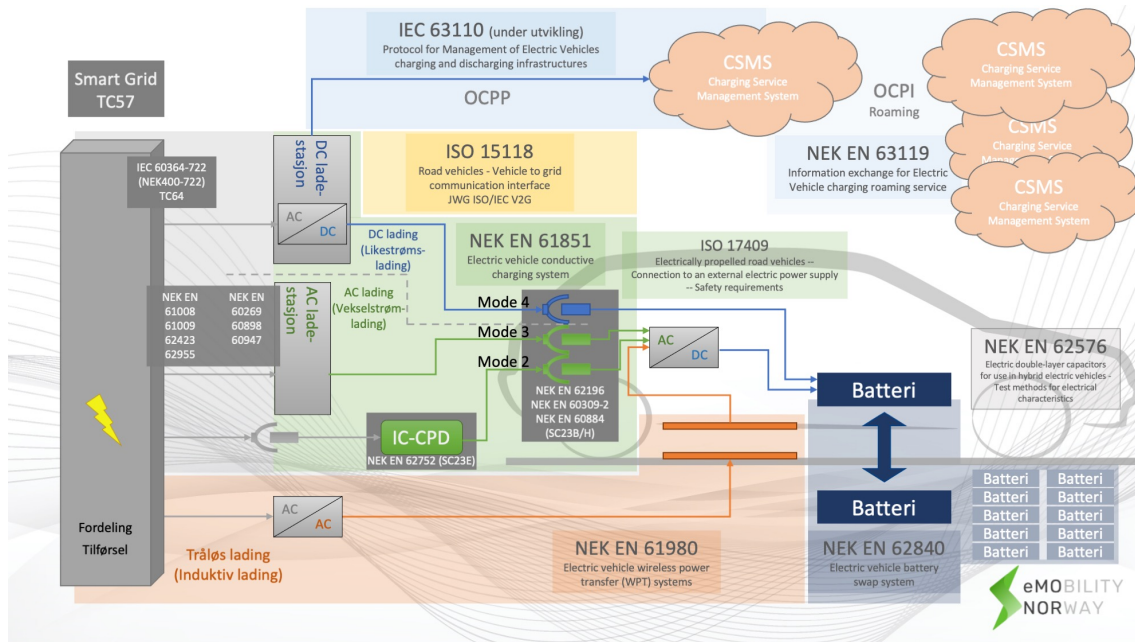 IEC 63110 (under utvikling)
Protocol for Management of Electric Vehicles
charging and discharging infrastructures
OCPP
CSMS
Charging Service
Management System
CSMS
Charging Service
Management System
OCPI
Roaming
CSMS
Charging Service
CSMS
Charging Service
Management System
NEK EN 63119
Information exchange for Electric
Vehicle charging roaming service
Smart Grid
TC57
IEC 60364-722
(NEK400-722)
TC64
DC lade-
stasjon
AC
DC
ISO 15118
Road vehicles - Vehicle to grid
communication interface
JWG ISO/IEC V2G
DC lading
(Likestrøms-
lading)
NEK EN 61851
Electric vehicle conductive
charging system
ISO 17409
Electrically propelled road vehicles --
Connection to an external electric power supply
-- Safety requirements
AC lading
(Vekselstrøm-
lading)
AC lade-
stasjon
NEK EN
61008
61009
62423
62955
NEK EN
60269
60898
60947
Mode 4
Mode 3
Mode 2
AC
DC
NEK EN 62196
NEK EN 60309-2
NEK EN 60884
(SC23B/H)
NEK EN 62576
Electric double-layer capacitors
for use in hybrid electric vehicles -
Test methods for electrical
characteristics
Batteri
IC-CPD
NEK EN 62752 (SC23E)
Batteri
Batteri Batteri
Batteri Batteri
Batteri Batteri
Batteri Batteri
Batteri Batteri
Fordeling
Tilførsel
AC
AC
Trådløs lading
(Induktiv lading)
NEK EN 61980
Electric vehicle wireless power
transfer (WPT) systems
NEK EN 62840
Electric vehicle battery
swap system
eMOBILITY
NORWAY